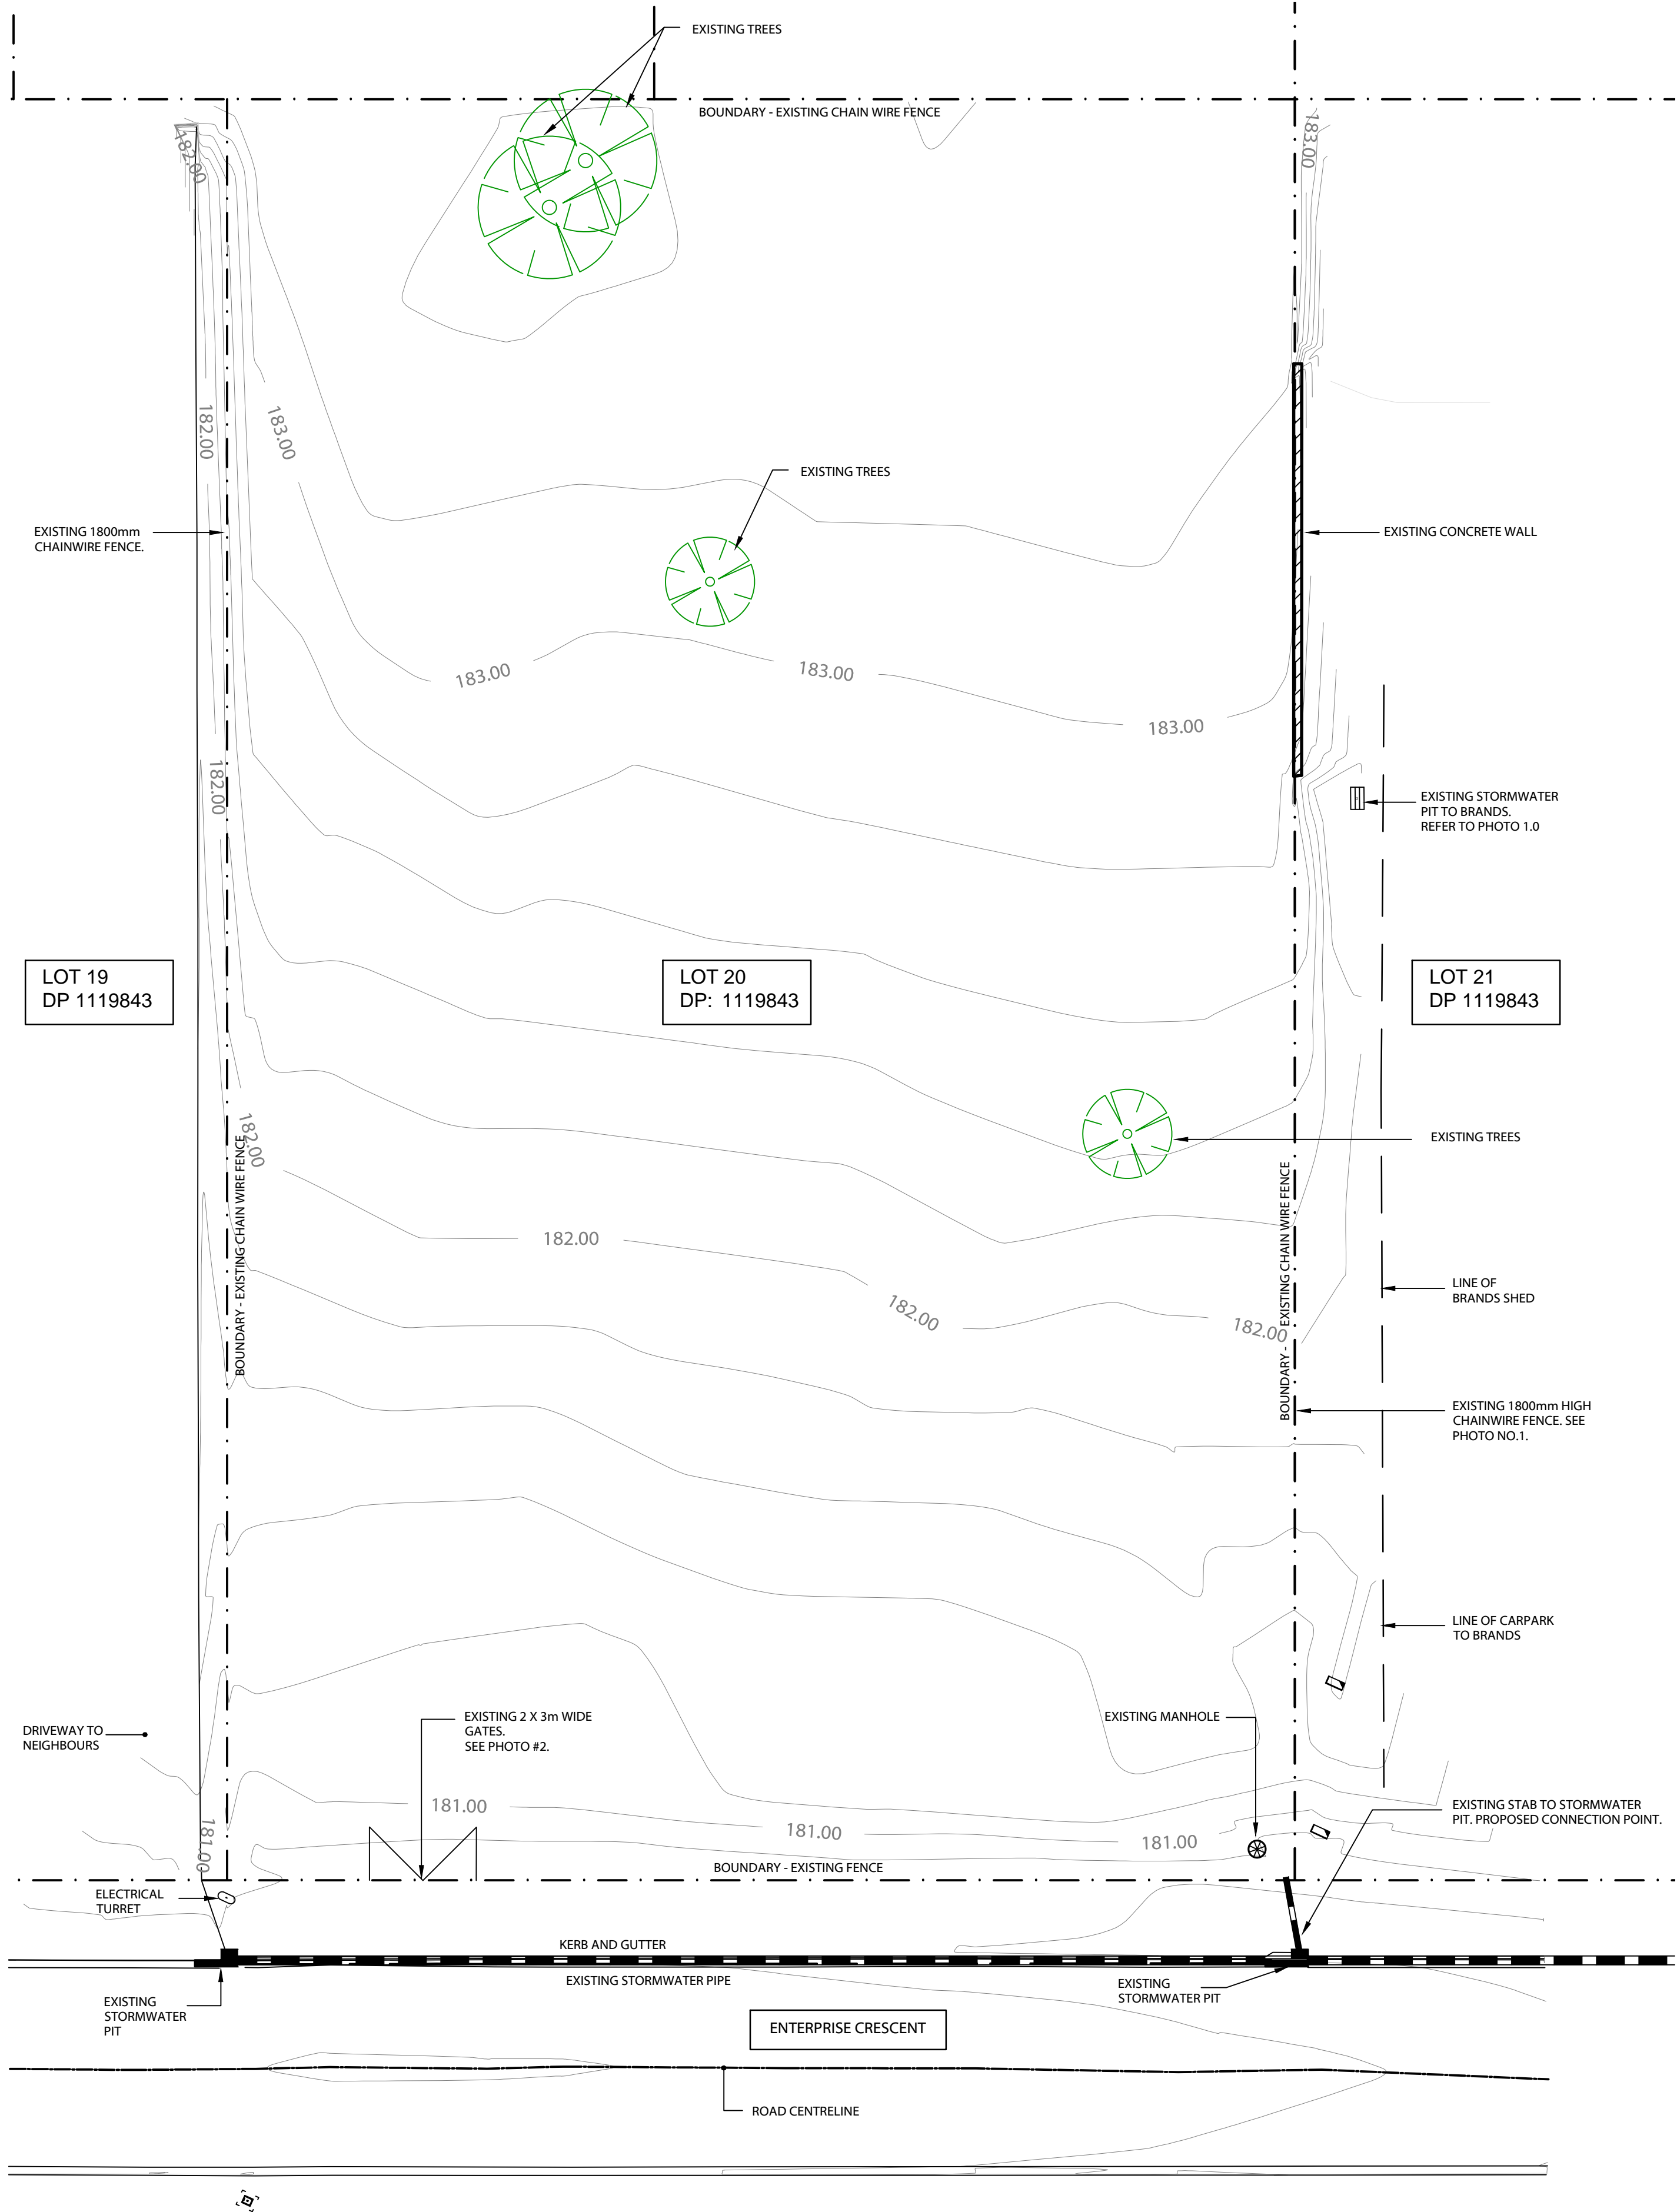 EXISTING TREES
BOUNDARY - EXISTING CHAIN WIRE FENCE
183.00
182.00
182.00
183.00
EXISTING TREES
EXISTING 1800mm
CHAINWIRE FENCE.
EXISTING CONCRETE WALL
183.00
183.00
183.00
182.00
EXISTING STORMWATER
PIT TO BRANDS.
REFER TO PHOTO 1.0
LOT 19
DP 1119843
LOT 20
DP: 1119843
LOT 21
DP 1119843
182.00
BOUNDARY - EXISTING CHAIN WIRE FENCE
EXISTING TREES
BOUNDARY - EXISTING CHAIN WIRE FENCE
182.00
LINE OF
BRANDS SHED
182.00
182.00
EXISTING 1800mm HIGH
CHAINWIRE FENCE. SEE
PHOTO NO.1.
LINE OF CARPARK
TO BRANDS
DRIVEWAY TO
NEIGHBOURS
EXISTING 2 X 3m WIDE
GATES.
SEE PHOTO #2.
EXISTING MANHOLE
181.00
181.00
181.00
181.00
EXISTING STAB TO STORMWATER
PIT. PROPOSED CONNECTION POINT.
BOUNDARY - EXISTING FENCE
ELECTRICAL
TURRET
KERB AND GUTTER
EXISTING STORMWATER PIPE
EXISTING
STORMWATER PIT
EXISTING
STORMWATER
PIT
ENTERPRISE CRESCENT
ROAD CENTRELINE